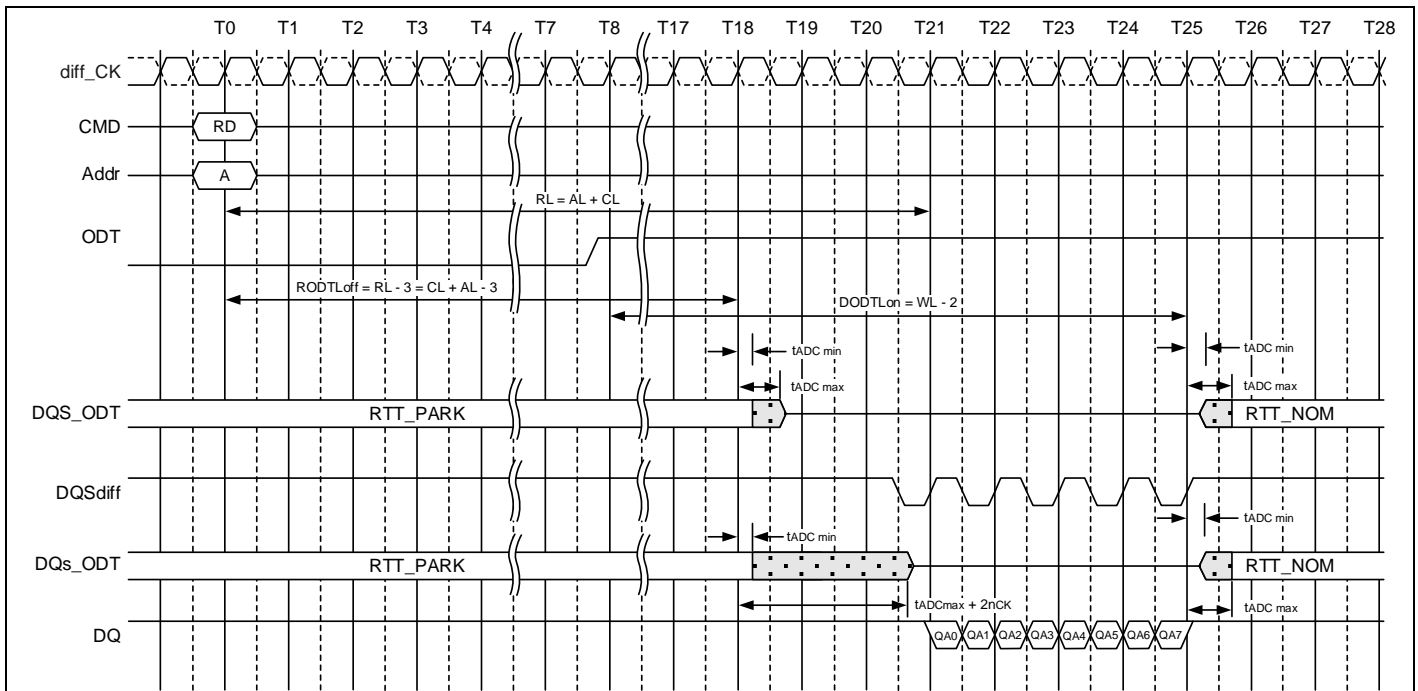 T0 T1 T2 T3 T4 T7 T8 T17 T18 T19 T20 T21 T22 T23 T24 T25 T26 T27 T28
diff_CK
CMD RD
Addr A
RL = AL + CL
ODT
RODTLoff = RL - 3 = CL + AL - 3
DODTLon = WL - 2
tADC min tADC min
tADC max tADC max
DQS_ODT RTT_PARK RTT_NOM
DQSdiff
tADC min
tADC min
DQs_ODT RTT_PARK RTT_NOM
tADCmax + 2nCK tADC max
DQ QA0 QA1 QA2 QA3 QA4 QA5 QA6 QA7